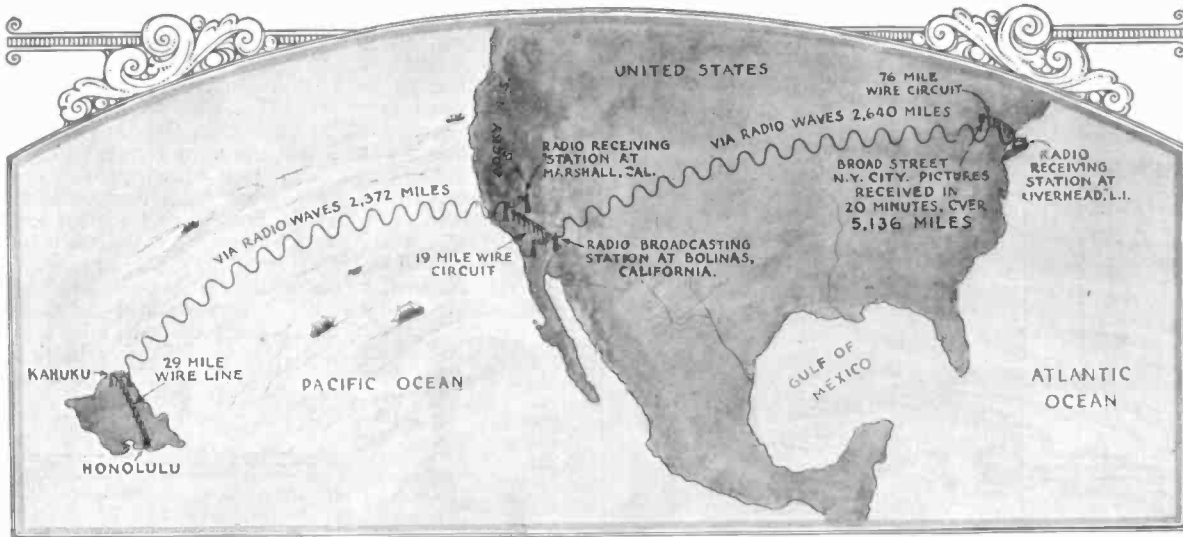 UNITED STATES
76 MILE
WIRE CIRCUIT
VIA RADIO WAVES 2,640 MILES
RADIO RECEIVING
STATION AT
MARSHALL, CAL.
BROAD STREET
N.Y. CITY. PICTURES
RECEIVED IN
20 MINUTES, OVER
5,136 MILES
RADIO
RECEIVING
STATION AT
RIVERHEAD, L.I.
VIA RADIO WAVES 2,372 MILES
19 MILE WIRE
CIRCUIT
RADIO BROADCASTING
STATION AT BOLINAS,
CALIFORNIA.
KAHUKU
29 MILE
WIRE LINE
HONOLULU
PACIFIC OCEAN
GULF OF
MEXICO
ATLANTIC
OCEAN